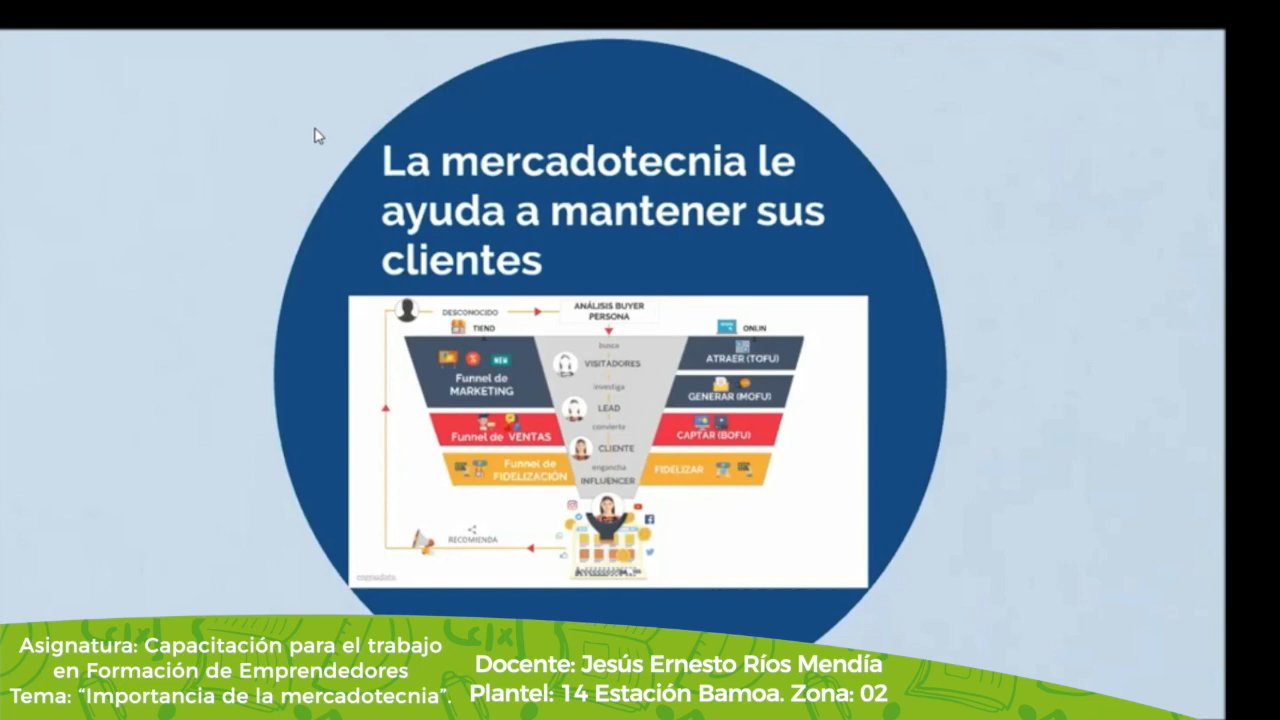 La mercadotecnia le
ayuda a mantener sus
clientes
DESCONOCIDO
ANÁLISIS BUYER
PERSONA
TIEND
ONLIN
busca
VISITADORES
ATRAER (TOFU)
NEW
Funnel de
MARKETING
investiga
GENERAR (MOFU)
LEAD
convierte
Funnel de VENTAS
CAPTAR (BOFU)
CLIENTE
engancha
Funnel de
FIDELIZACIÓN
FIDELIZAR
INFLUENCER
RECOMIENDA
Asignatura: Capacitación para el trabajo
en Formación de Emprendedores
Tema: “Importancia de la mercadotecnia”.
Docente: Jesús Ernesto Ríos Mendía
Plantel: 14 Estación Bamoa. Zona: 02